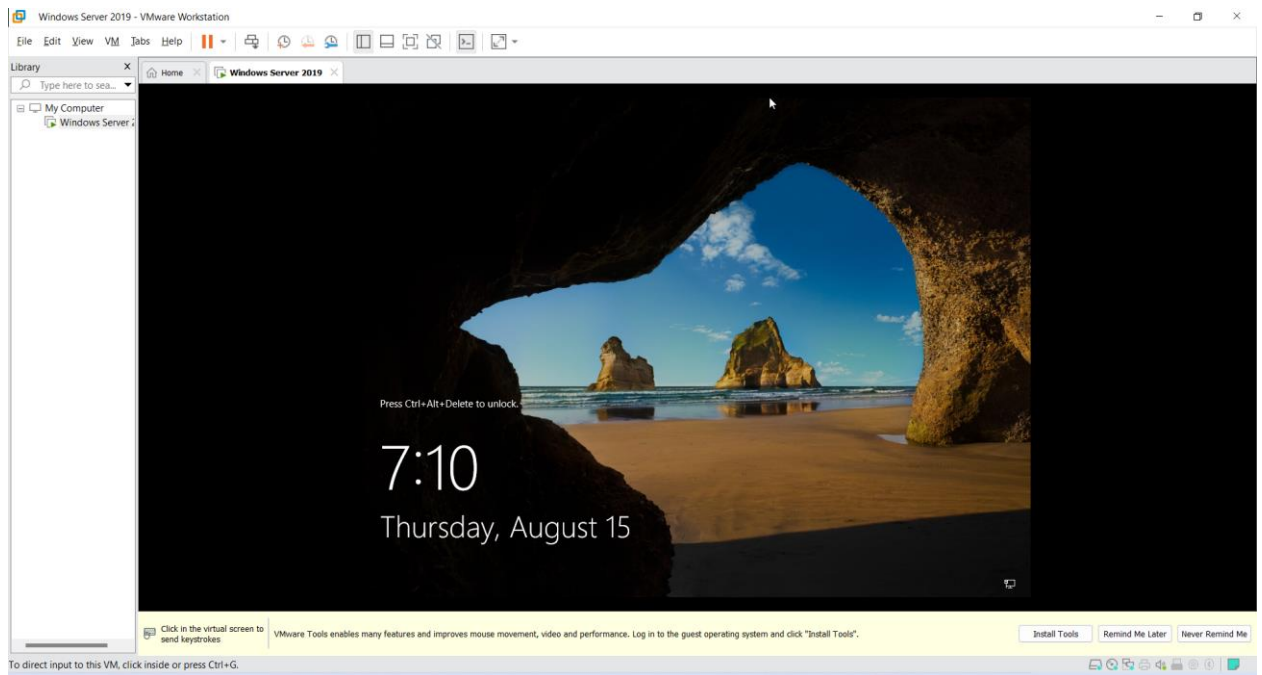 Windows Server 2019 - VMware Workstation
File Edit View VM Tabs Help
Library X
Home
Windows Server 2019
Type here to sea...
My Computer
Windows Server
Press Ctrl+Alt+Delete to unlock.
7:10
Thursday, August 15
Click in the virtual screen to
send keystrokes
VMware Tools enables many features and improves mouse movement, video and performance. Log in to the guest operating system and click "Install Tools".
Install Tools
Remind Me Later
Never Remind Me
To direct input to this VM, click inside or press Ctrl+G.